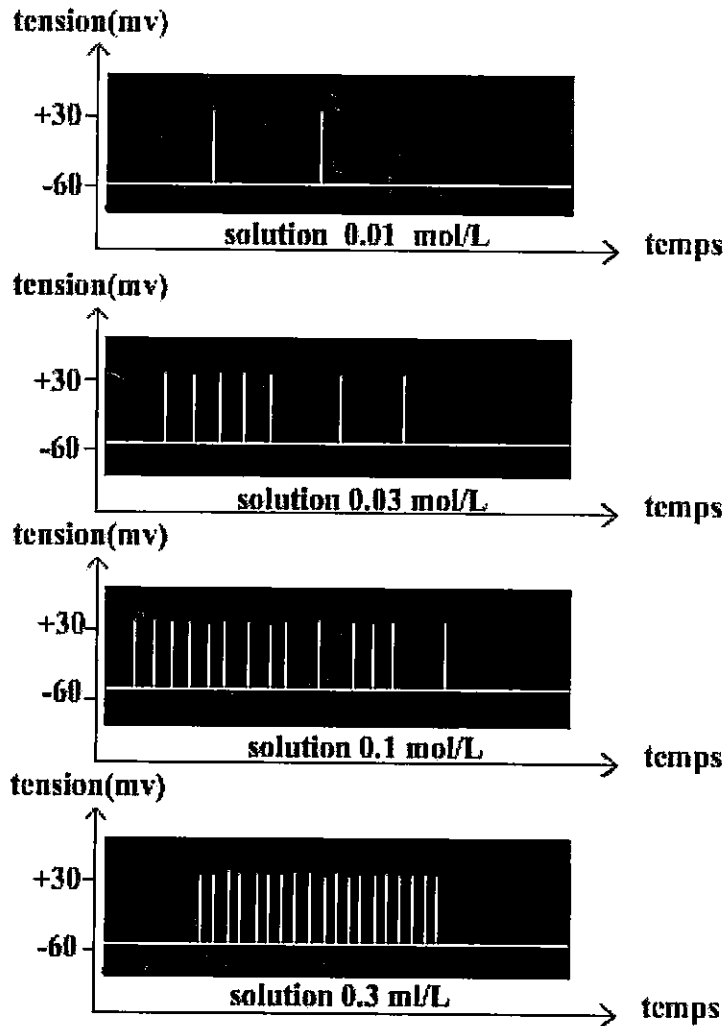 tension(mv)
+30
-60
solution 0.01 mol/L
temps
tension(mv)
+30
-60
solution 0.03 mol/L
temps
tension(mv)
+30
-60
solution 0.1 mol/L
temps
tension(mv)
+30
-60
solution 0.3 ml/L
temps